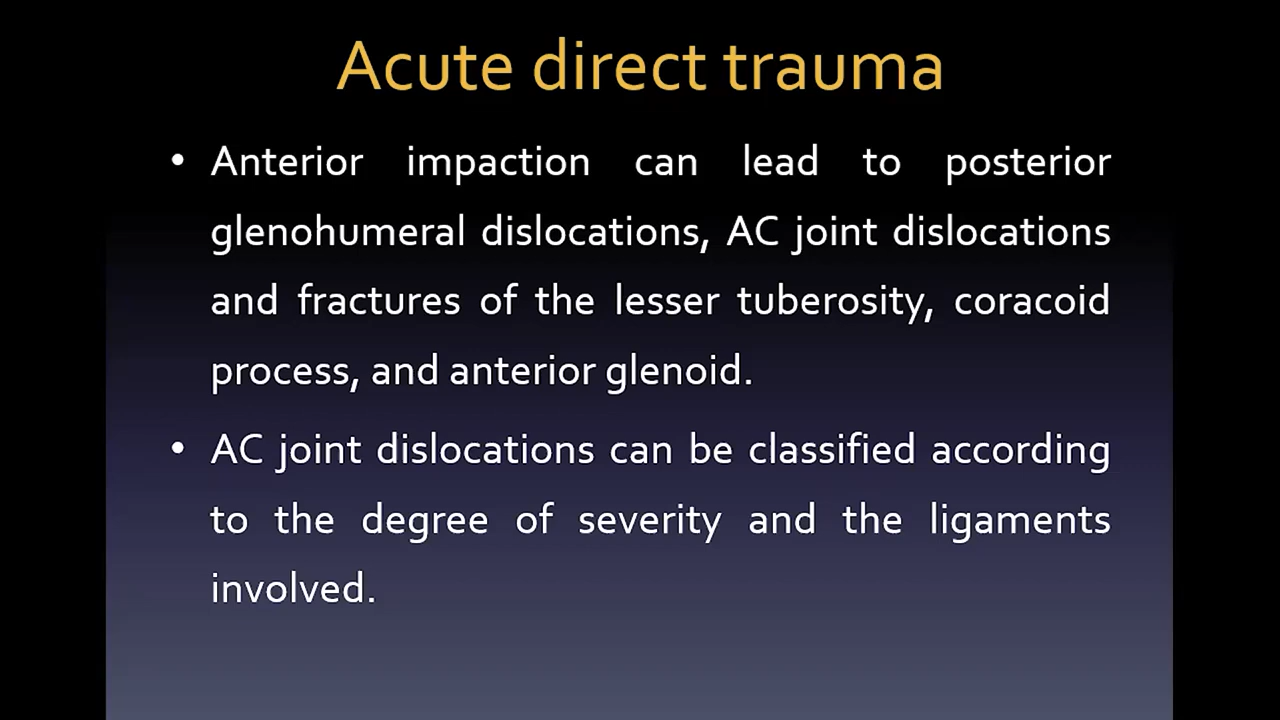 Acute direct trauma
• Anterior impaction can lead to posterior
glenohumeral dislocations, AC joint dislocations
and fractures of the lesser tuberosity, coracoid
process, and anterior glenoid.
• AC joint dislocations can be classified according
to the degree of severity and the ligaments
involved.